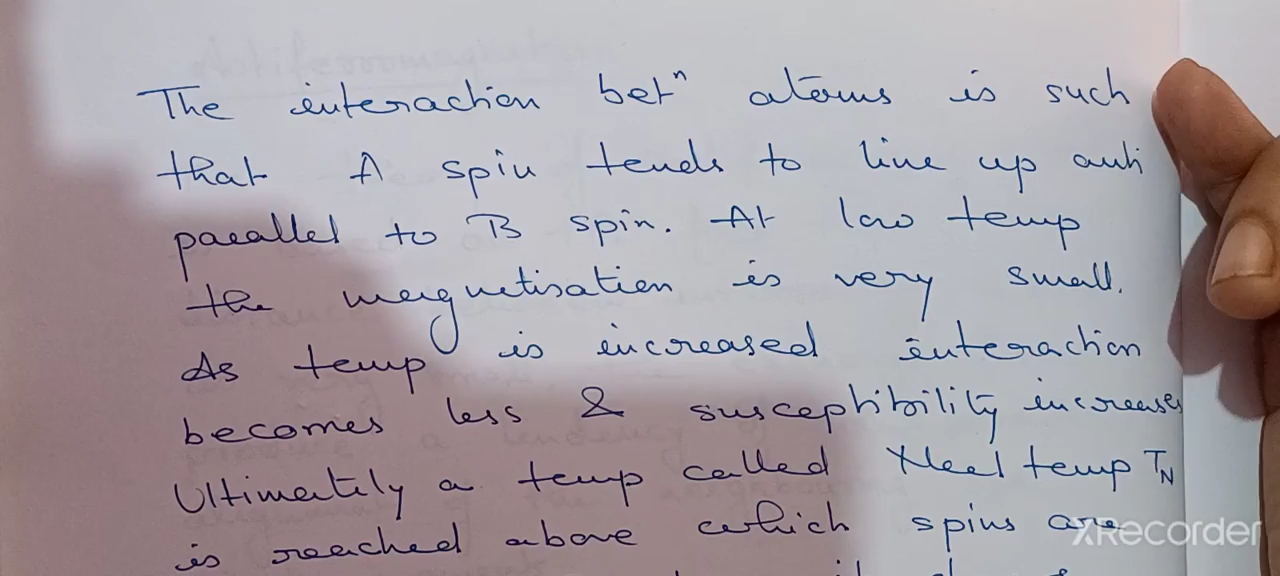 The interaction betⁿ atoms is such
that A spin tends to line up anti
parallel to B spin. At low temp
the magnetisation is very small.
As temp is increased interaction
becomes less & susceptibility increases
Ultimately a temp called Neel temp TN
is reached above which spins are
XRecorder